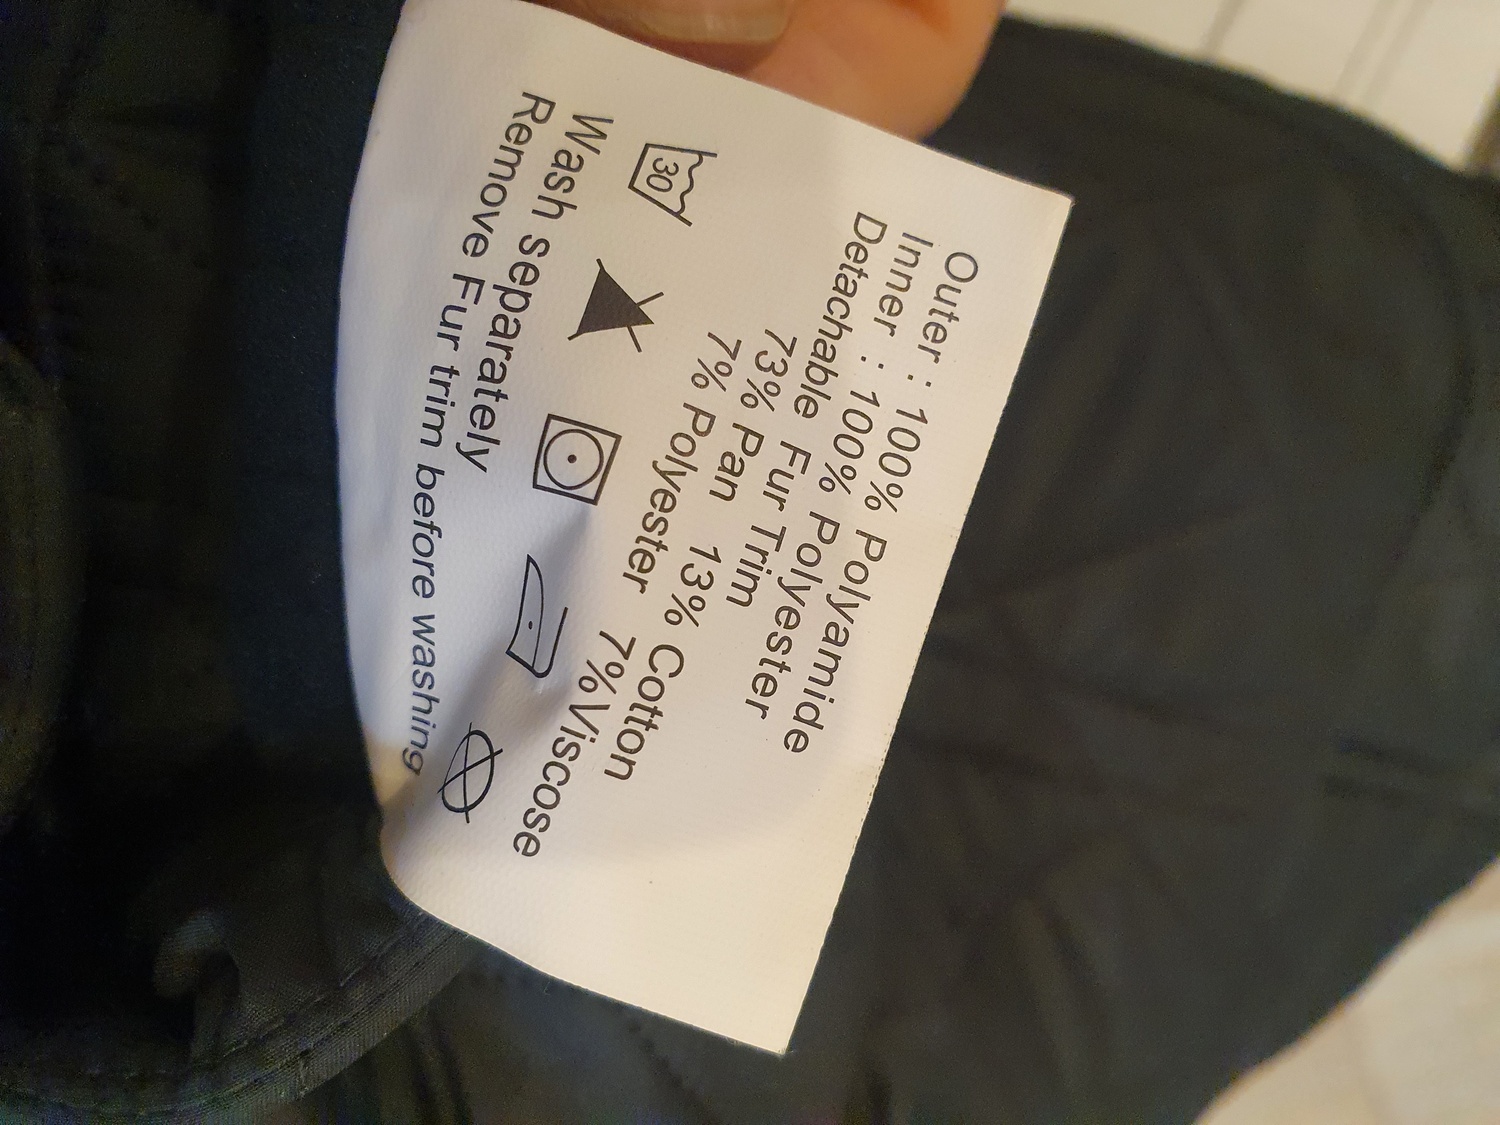 Outer : 100% Polyamide
Inner : 100% Polyester
Detachable Fur Trim
73% Pan 13% Cottton
7% Polyester 7%Viscose
30
Wash separately
Remove Fur trim before washing